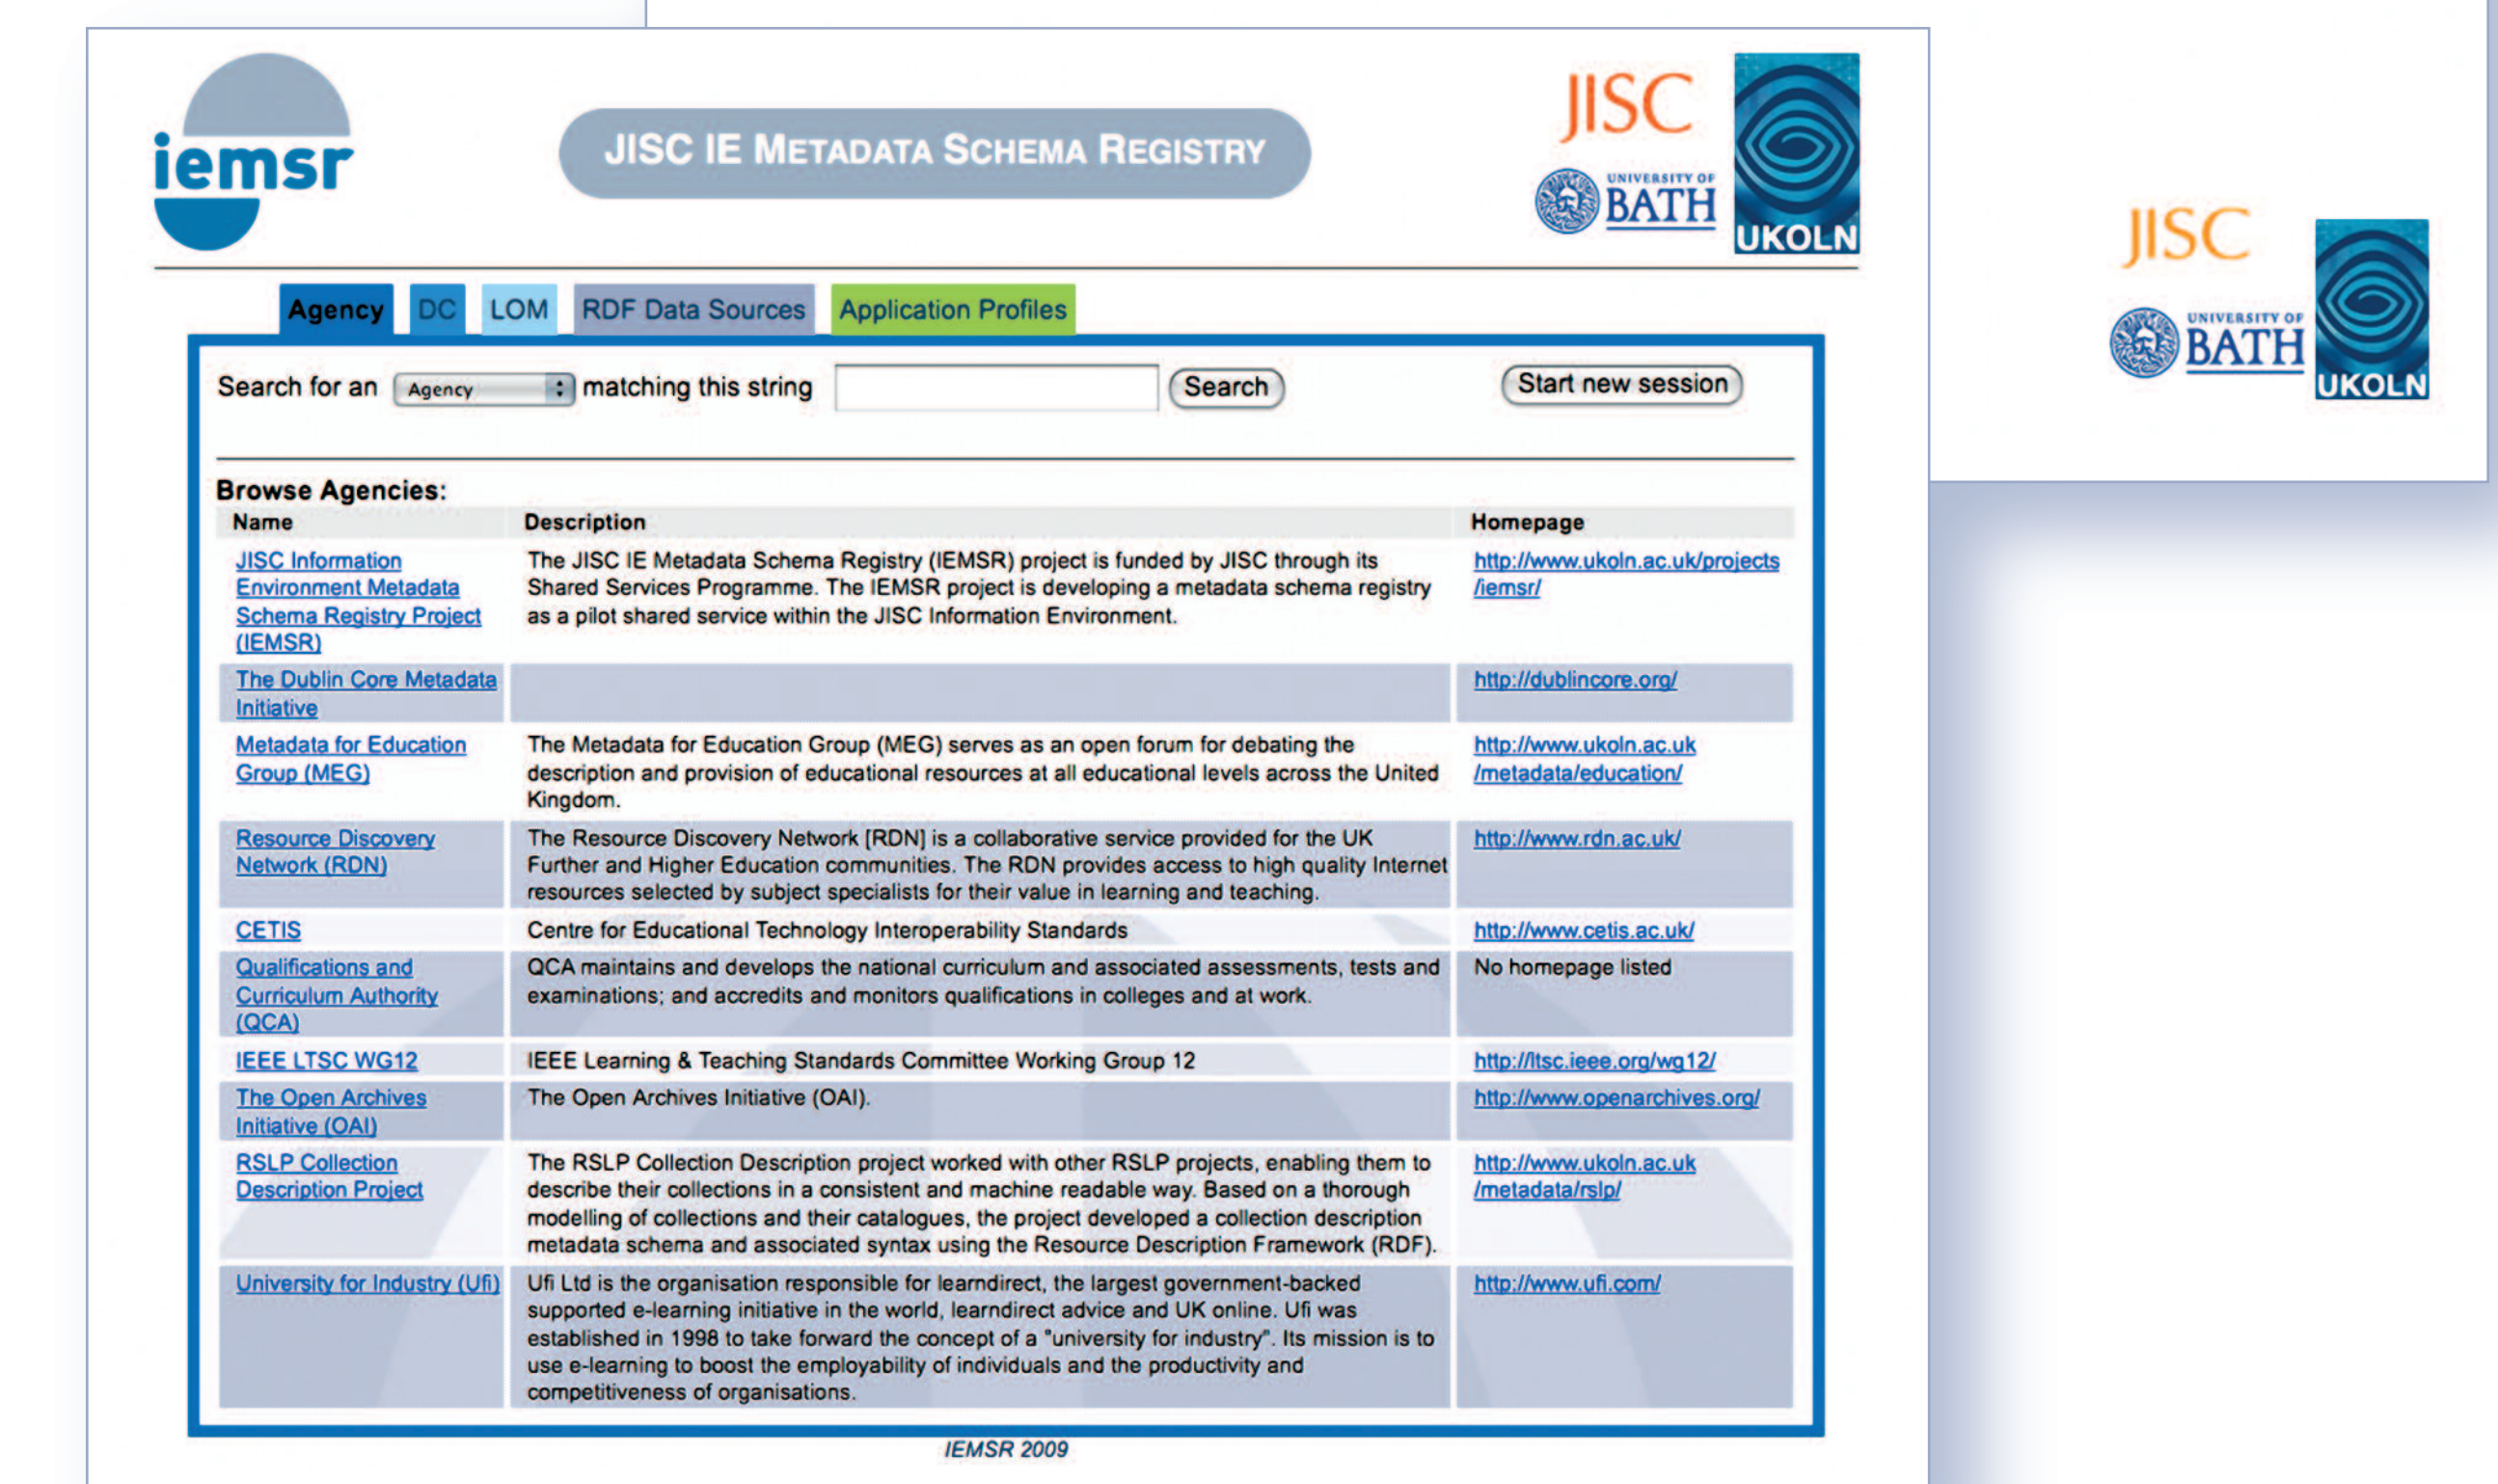 iemsr
JISC IE METADATA SCHEMA REGISTRY
JISC
UNIVERSITY OF
BATH
UKOLN
JISC
UNIVERSITY OF
BATH
UKOLN
Agency DC LOM RDF Data Sources Application Profiles
Search for an Agency matching this string Search Start new session
Browse Agencies:
Name Description Homepage
JISC Information
Environment Metadata
Schema Registry Project
(IEMSR)
The JISC IE Metadata Schema Registry (IEMSR) project is funded by JISC through its
Shared Services Programme. The IEMSR project is developing a metadata schema registry
as a pilot shared service within the JISC Information Environment.
http://www.ukoln.ac.uk/projects
/iemsr/
The Dublin Core Metadata
Initiative
http://dublincore.org/
Metadata for Education
Group (MEG)
The Metadata for Education Group (MEG) serves as an open forum for debating the
description and provision of educational resources at all educational levels across the United
Kingdom.
http://www.ukoln.ac.uk
/metadata/education/
Resource Discovery
Network (RDN)
The Resource Discovery Network [RDN] is a collaborative service provided for the UK
Further and Higher Education communities. The RDN provides access to high quality Internet
resources selected by subject specialists for their value in learning and teaching.
http://www.rdn.ac.uk/
CETIS
Centre for Educational Technology Interoperability Standards
http://www.cetis.ac.uk/
Qualifications and
Curriculum Authority
(QCA)
QCA maintains and develops the national curriculum and associated assessments, tests and
examinations; and accredits and monitors qualifications in colleges and at work.
No homepage listed
IEEE LTSC WG12
IEEE Learning & Teaching Standards Committee Working Group 12
http://ltsc.ieee.org/wg12/
The Open Archives
Initiative (OAI)
The Open Archives Initiative (OAI).
http://www.openarchives.org/
RSLP Collection
Description Project
The RSLP Collection Description project worked with other RSLP projects, enabling them to
describe their collections in a consistent and machine readable way. Based on a thorough
modelling of collections and their catalogues, the project developed a collection description
metadata schema and associated syntax using the Resource Description Framework (RDF).
http://www.ukoln.ac.uk
/metadata/rslp/
University for Industry (Ufi)
Ufi Ltd is the organisation responsible for learndirect, the largest government-backed
supported e-learning initiative in the world, learndirect advice and UK online. Ufi was
established in 1998 to take forward the concept of a "university for industry". Its mission is to
use e-learning to boost the employability of individuals and the productivity and
competitiveness of organisations.
http://www.ufi.com/
IEMSR 2009